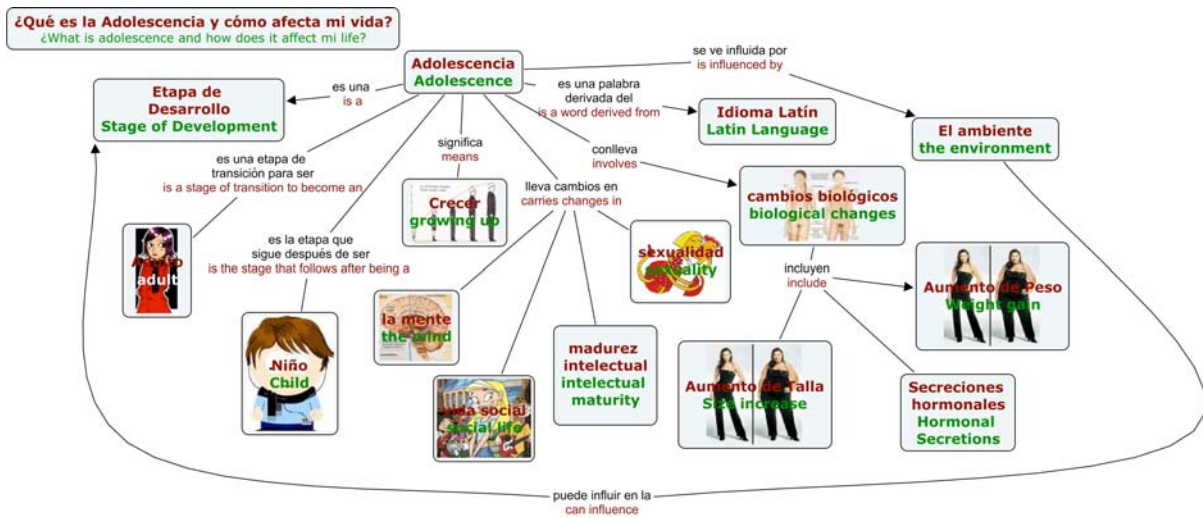 ¿Qué es la Adolescencia y cómo afecta mi vida?
¿What is adolescence and how does it affect mi life?
Adolescencia
Adolescence
es una
is a
Etapa de
Desarrollo
Stage of Development
es una palabra
derivada del
is a word derived from
Idioma Latín
Latin Language
se ve influida por
is influenced by
El ambiente
the environment
es una etapa de
transición para ser
is a stage of transition to become an
adult
es la etapa que
sigue después de ser
is the stage that follows after being a
Niño
Child
significa
means
Crecer
growing up
lleva cambios en
carries changes in
la mente
the mind
vida social
social life
madurez
intelectual
intelectual
maturity
sexualidad
sexuality
conlleva
involves
cambios biológicos
biological changes
incluyen
include
Aumento de Talla
Size increase
Secreciones
hormonales
Hormonal
Secretions
Aumento de Peso
Weight gain
puede influir en la
can influence